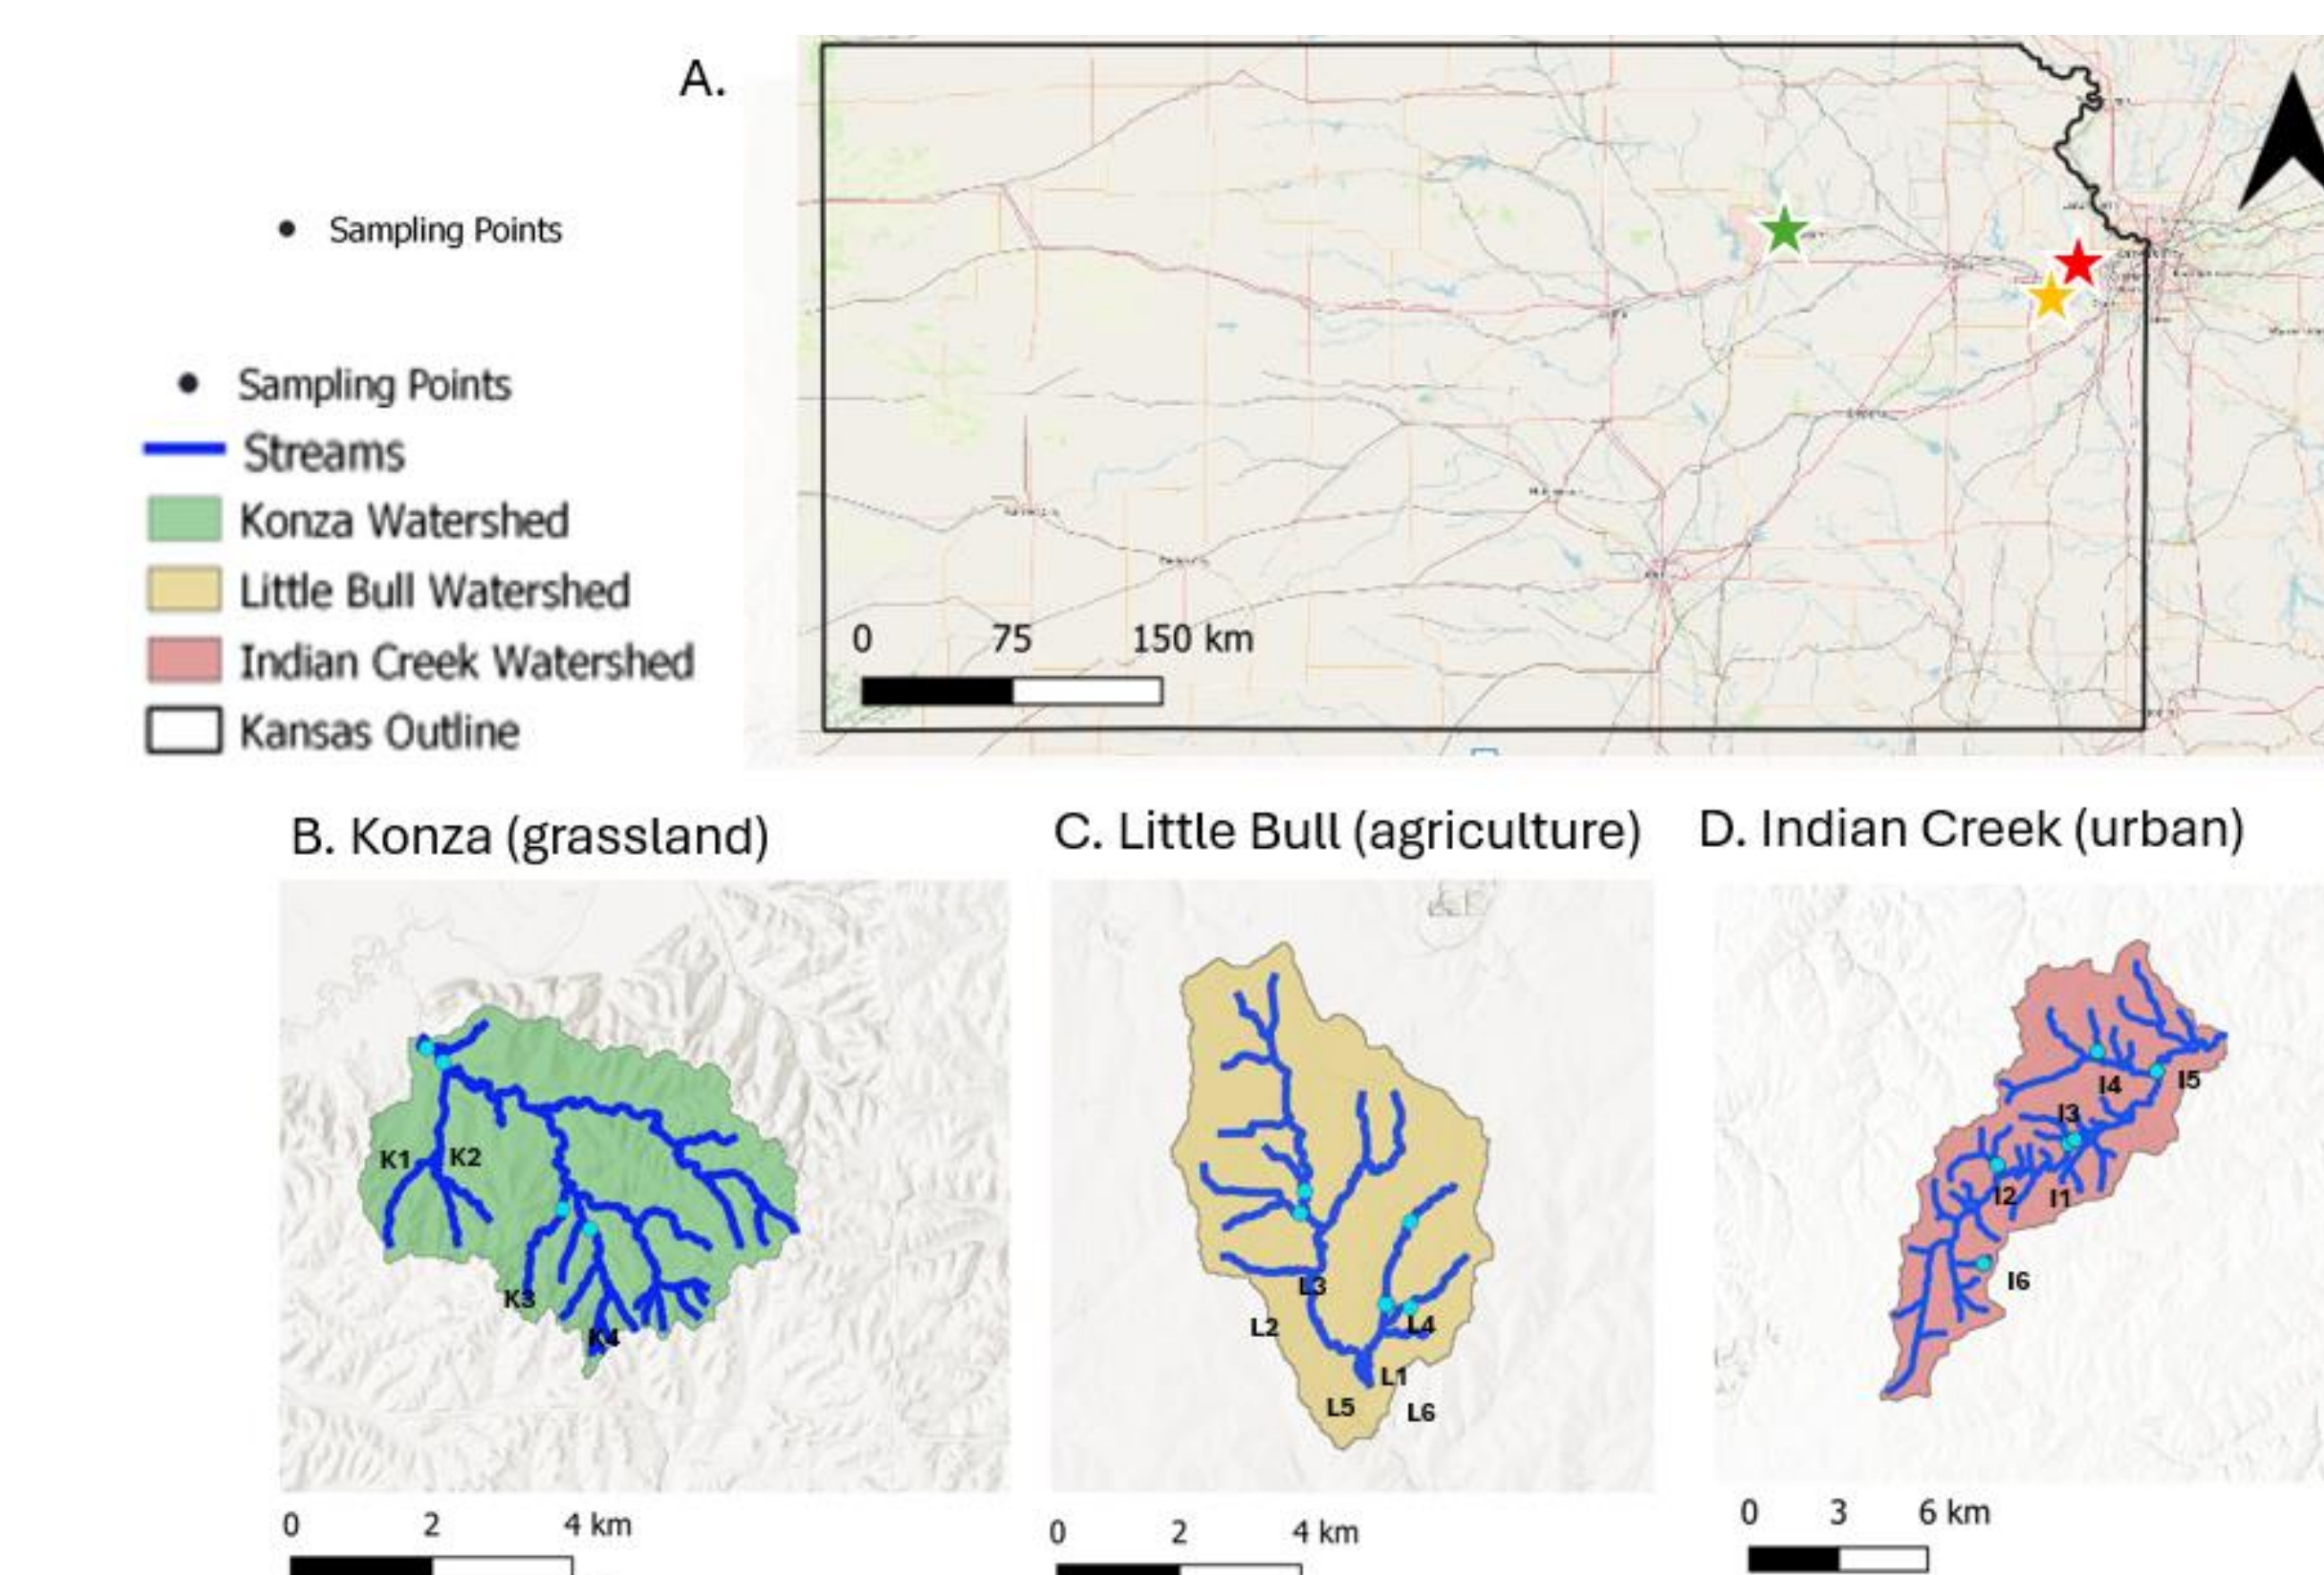 A.
Sampling Points
Sampling Points
Streams
Konza Watershed
Little Bull Watershed
Indian Creek Watershed
Kansas Outline
0 75 150 km
B. Konza (grassland)
C. Little Bull (agriculture)
D. Indian Creek (urban)
K1
K2
K3
K4
L3
L2
L4
L1
L5
L6
I5
I4
I3
I2
I1
I6
0 2 4 km
0 2 4 km
0 3 6 km